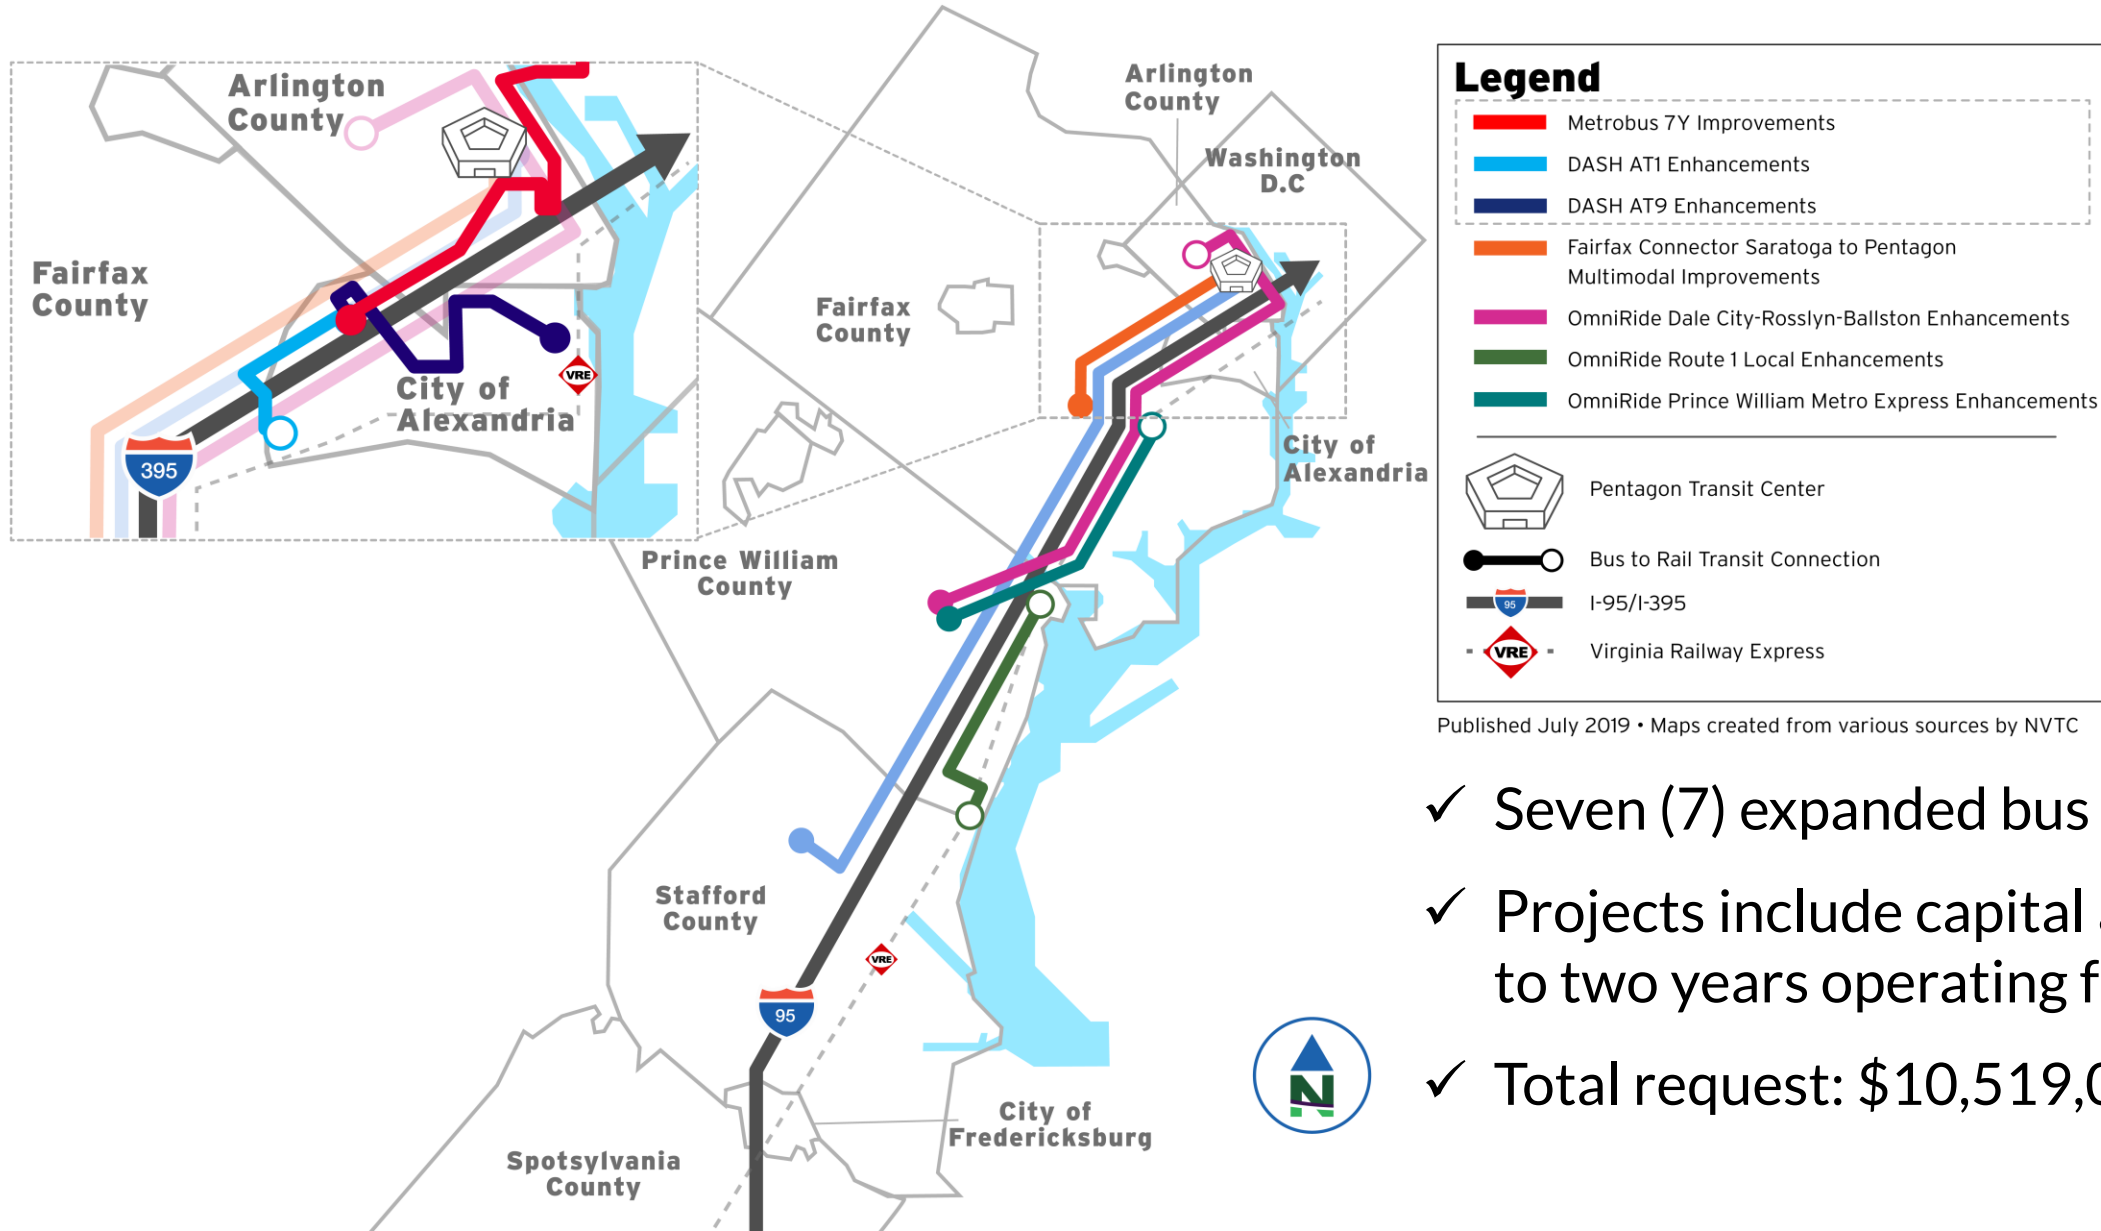 Arlington
County
Fairfax
County
City of
Alexandria
VRE
395
Arlington
County
Washington
D.C
Fairfax
County
City of
Alexandria
Prince William
County
Stafford
County
VRE
95
City of
Fredericksburg
Spotsylvania
County
N
Legend
Metrobus 7Y Improvements
DASH AT1 Enhancements
DASH AT9 Enhancements
Fairfax Connector Saratoga to Pentagon
Multimodal Improvements
OmniRide Dale City-Rosslyn-Ballston Enhancements
OmniRide Route 1 Local Enhancements
OmniRide Prince William Metro Express Enhancements
Pentagon Transit Center
Bus to Rail Transit Connection
95 I-95/I-395
VRE Virginia Railway Express
Published July 2019 • Maps created from various sources by NVTC
✓ Seven (7) expanded bus
✓ Projects include capital
to two years operating
✓ Total request: $10,519,0